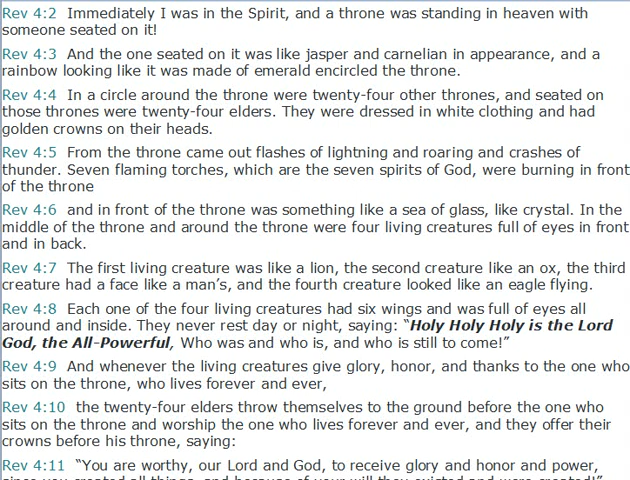 Rev 4:2 Immediately I was in the Spirit, and a throne was standing in heaven with
someone seated on it!
Rev 4:3 And the one seated on it was like jasper and carnelian in appearance, and a
rainbow looking like it was made of emerald encircled the throne.
Rev 4:4 In a circle around the throne were twenty-four other thrones, and seated on
those thrones were twenty-four elders. They were dressed in white clothing and had
golden crowns on their heads.
Rev 4:5 From the throne came out flashes of lightning and roaring and crashes of
thunder. Seven flaming torches, which are the seven spirits of God, were burning in front
of the throne
Rev 4:6 and in front of the throne was something like a sea of glass, like crystal. In the
middle of the throne and around the throne were four living creatures full of eyes in front
and in back.
Rev 4:7 The first living creature was like a lion, the second creature like an ox, the third
creature had a face like a man’s, and the fourth creature looked like an eagle flying.
Rev 4:8 Each one of the four living creatures had six wings and was full of eyes all
around and inside. They never rest day or night, saying: “Holy Holy Holy is the Lord
God, the All-Powerful, Who was and who is, and who is still to come!”
Rev 4:9 And whenever the living creatures give glory, honor, and thanks to the one who
sits on the throne, who lives forever and ever,
Rev 4:10 the twenty-four elders throw themselves to the ground before the one who
sits on the throne and worship the one who lives forever and ever, and they offer their
crowns before his throne, saying:
Rev 4:11 “You are worthy, our Lord and God, to receive glory and honor and power,
since you created all things, and because of your will they existed and were created!”